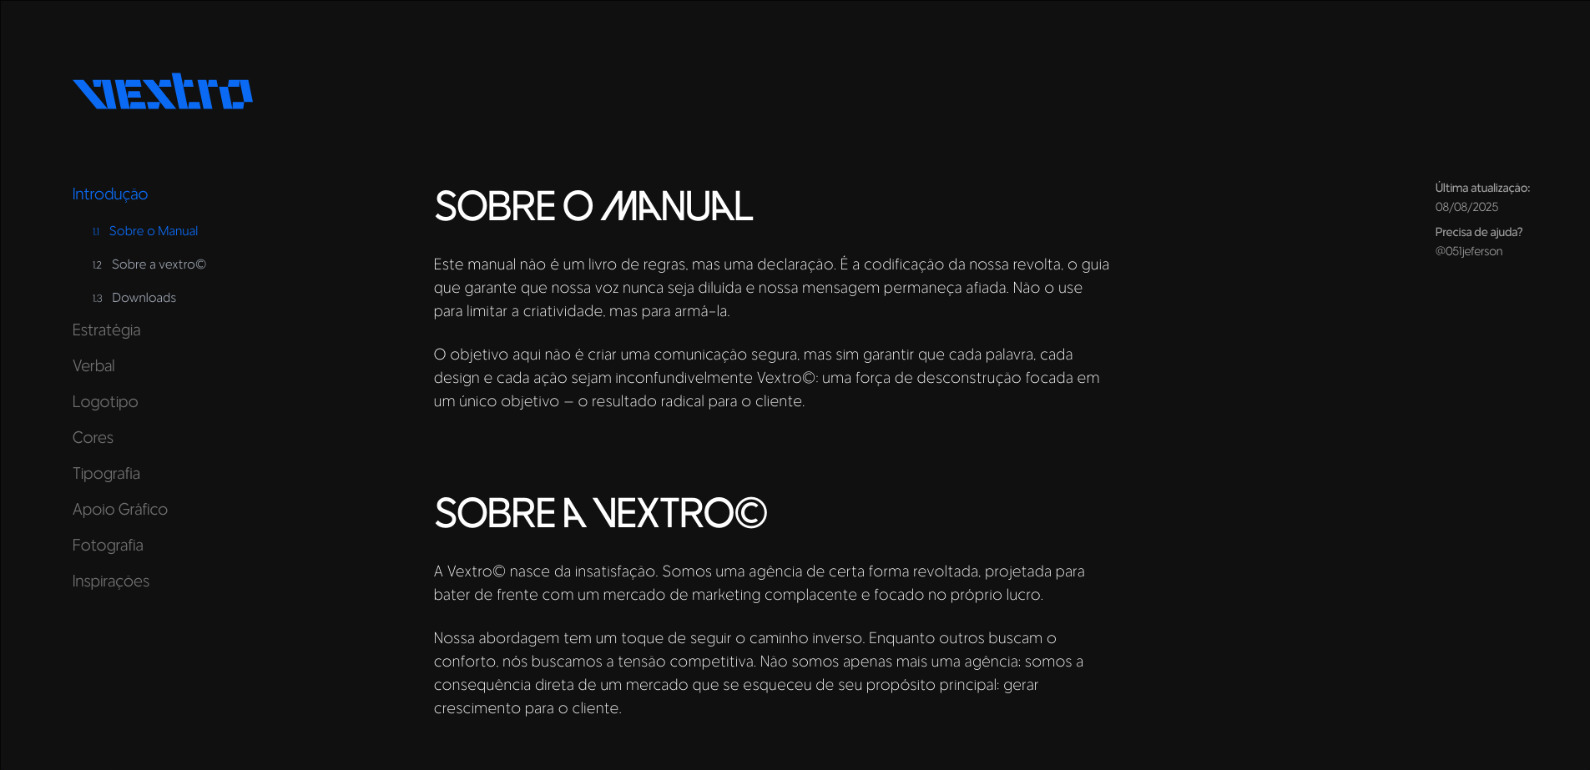 vextro
Introdução
1.1 Sobre o Manual
1.2 Sobre a vextro©
1.3 Downloads
Estratégia
Verbal
Logotipo
Cores
Tipografia
Apoio Gráfico
Fotografia
Inspirações
SOBRE O MANUAL
Este manual não é um livro de regras, mas uma declaração. É a codificação da nossa revolta, o guia
que garante que nossa voz nunca seja diluída e nossa mensagem permaneça afiada. Não o use
para limitar a criatividade, mas para armá-la.
O objetivo aqui não é criar uma comunicação segura, mas sim garantir que cada palavra, cada
design e cada ação sejam inconfundivelmente Vextro©: uma força de desconstrução focada em
um único objetivo — o resultado radical para o cliente.
SOBRE A VEXTRO©
A Vextro© nasce da insatisfação. Somos uma agência de certa forma revoltada, projetada para
bater de frente com um mercado de marketing complacente e focado no próprio lucro.
Nossa abordagem tem um toque de seguir o caminho inverso. Enquanto outros buscam o
conforto, nós buscamos a tensão competitiva. Não somos apenas mais uma agência; somos a
consequência direta de um mercado que se esqueceu de seu propósito principal: gerar
crescimento para o cliente.
Última atualização:
08/08/2025
Precisa de ajuda?
@051jeferson